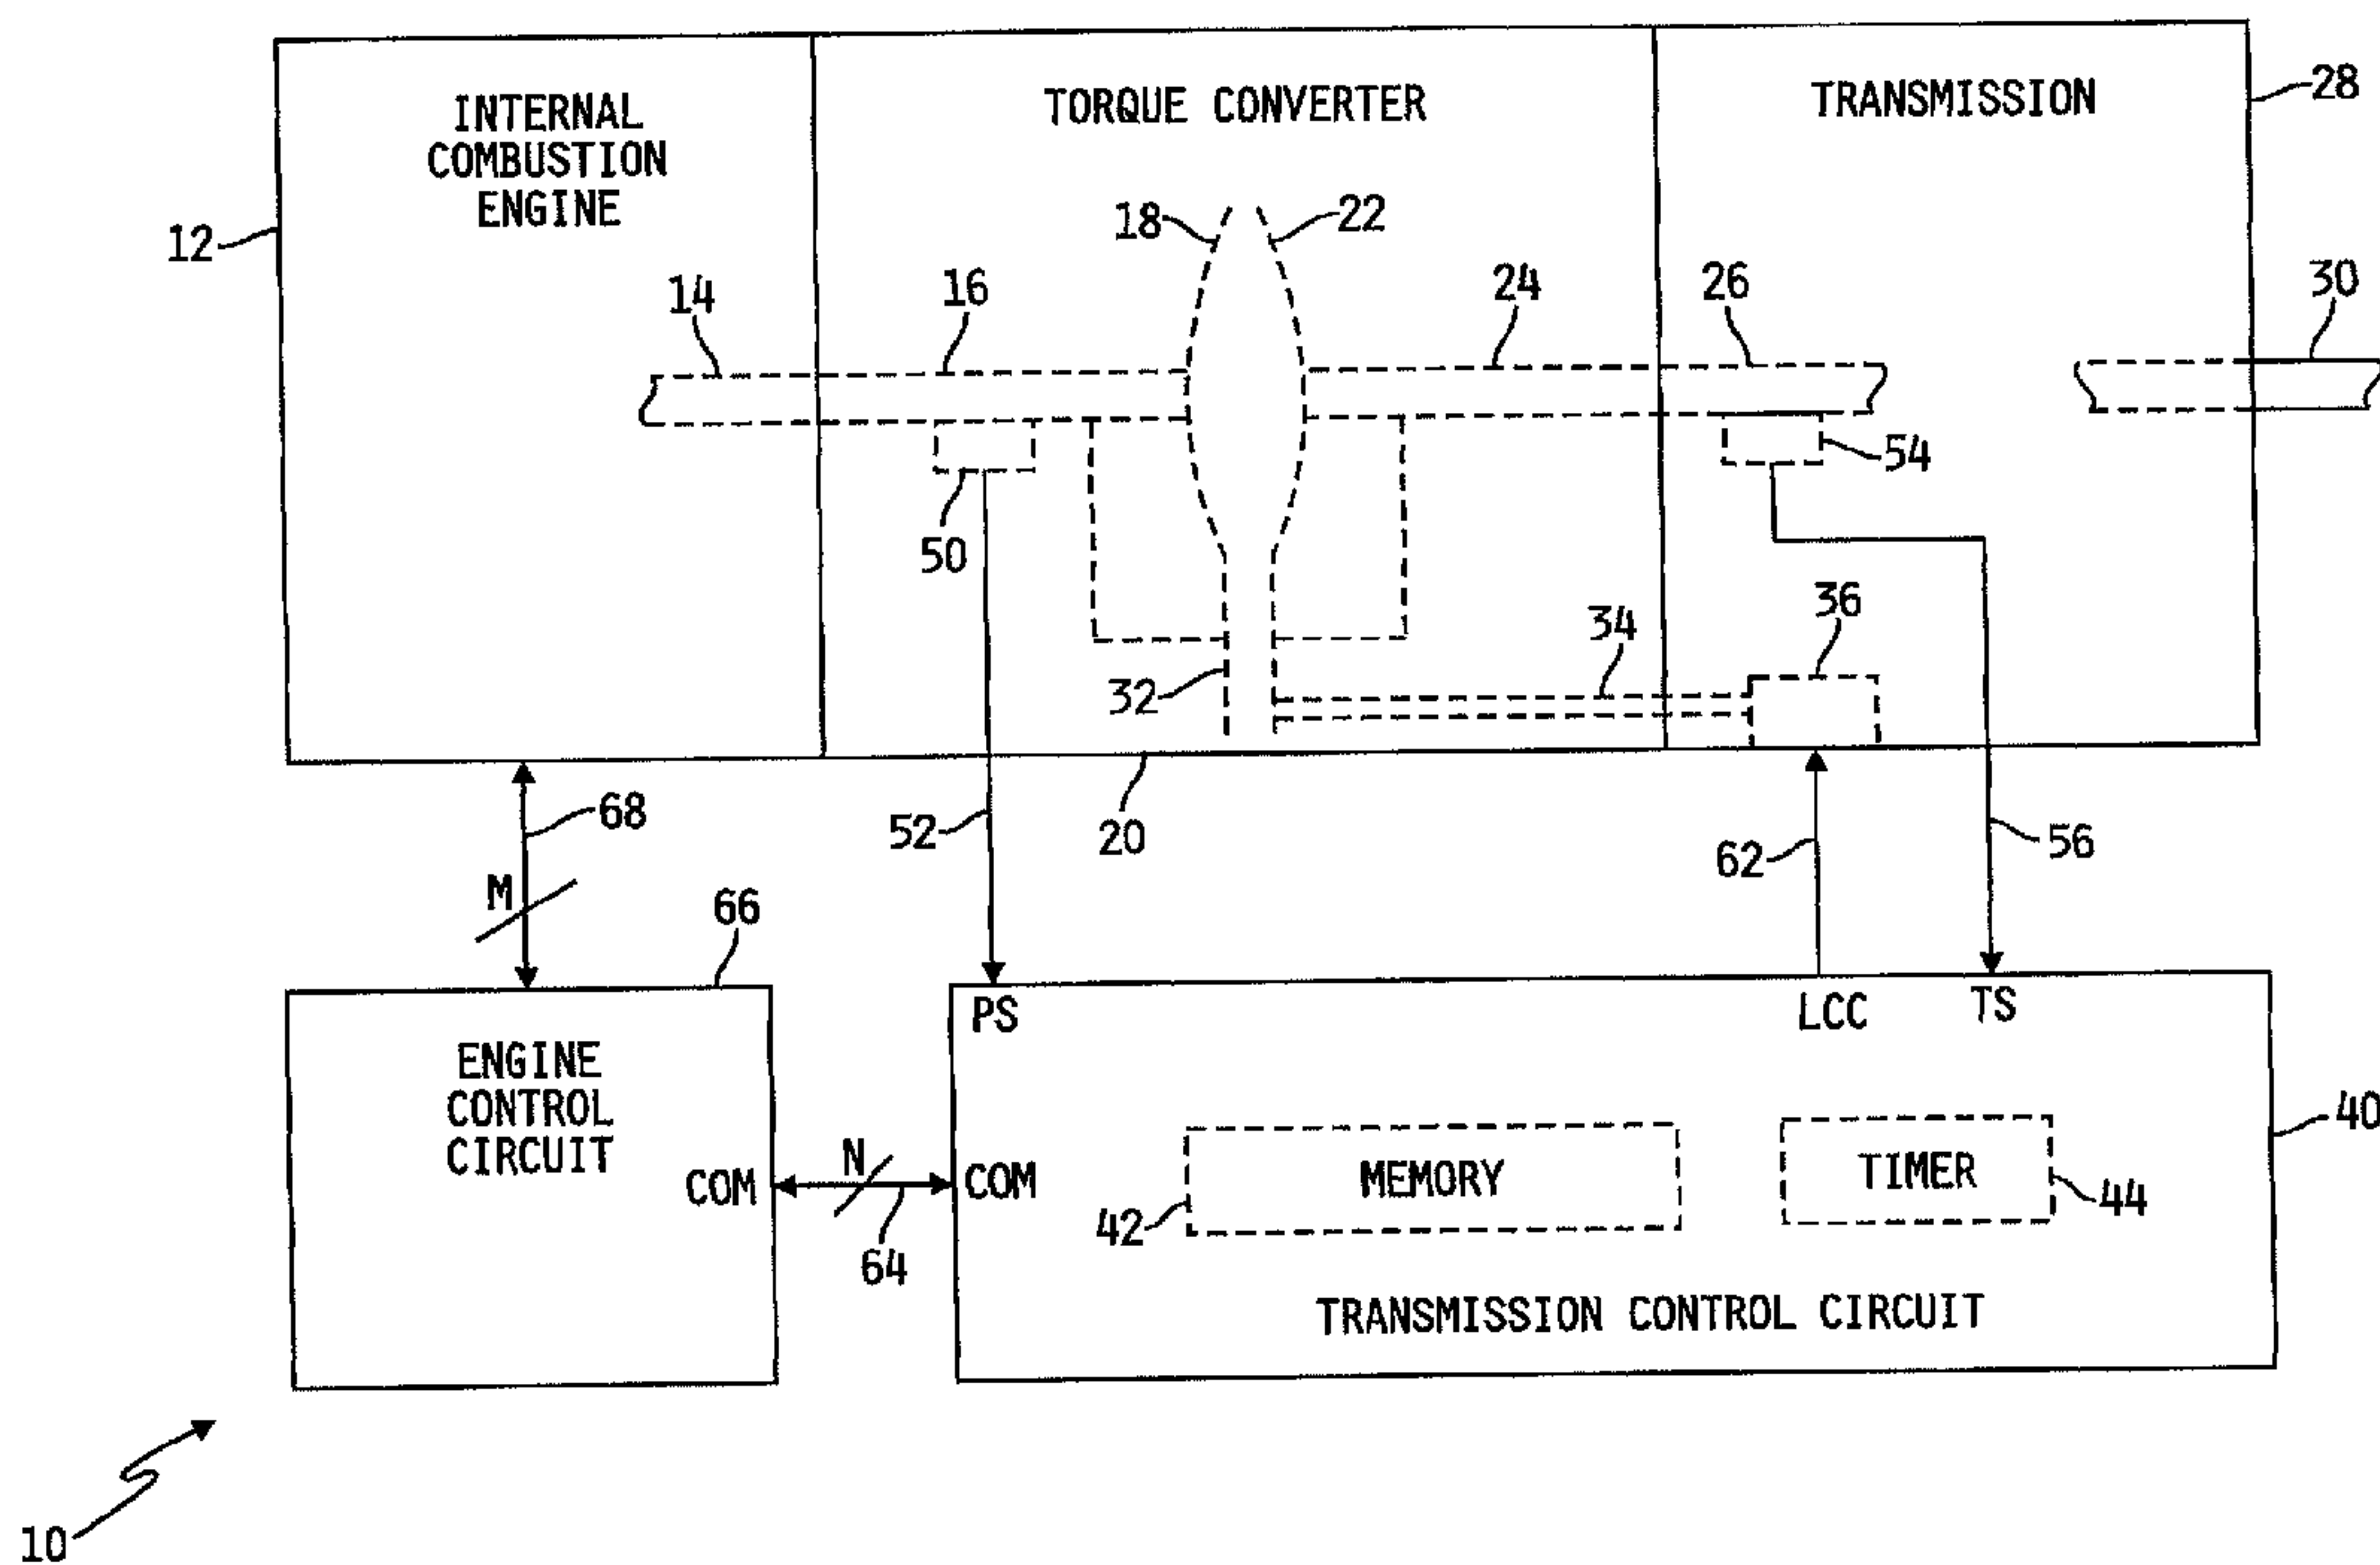 INTERNAL
COMBUSTION
ENGINE
TORQUE CONVERTER
TRANSMISSION
28
12
18
22
14
16
24
26
30
54
50
36
34
32
68
52
20
62
56
M
66
PS
LCC
TS
ENGINE
CONTROL
CIRCUIT
COM
N
COM
64
MEMORY
42
TIMER
44
40
TRANSMISSION CONTROL CIRCUIT
10